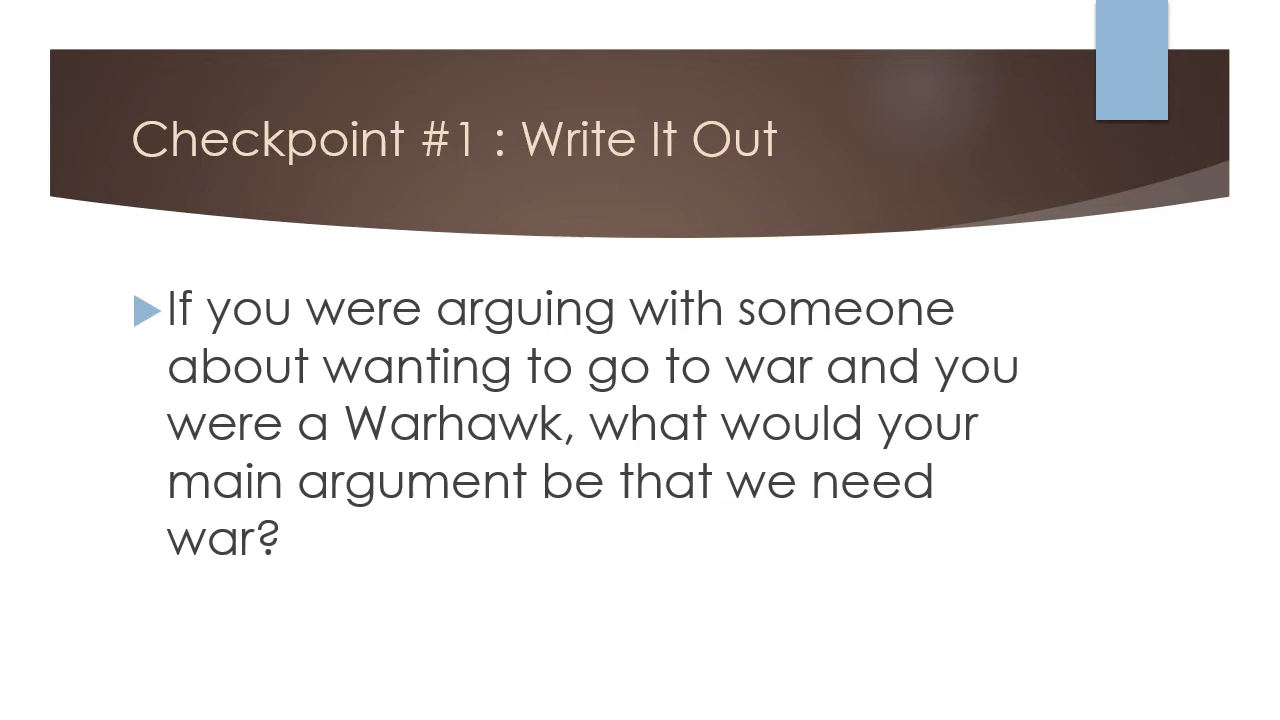 Checkpoint #1 : Write It Out
If you were arguing with someone
about wanting to go to war and you
were a Warhawk, what would your
main argument be that we need
war?